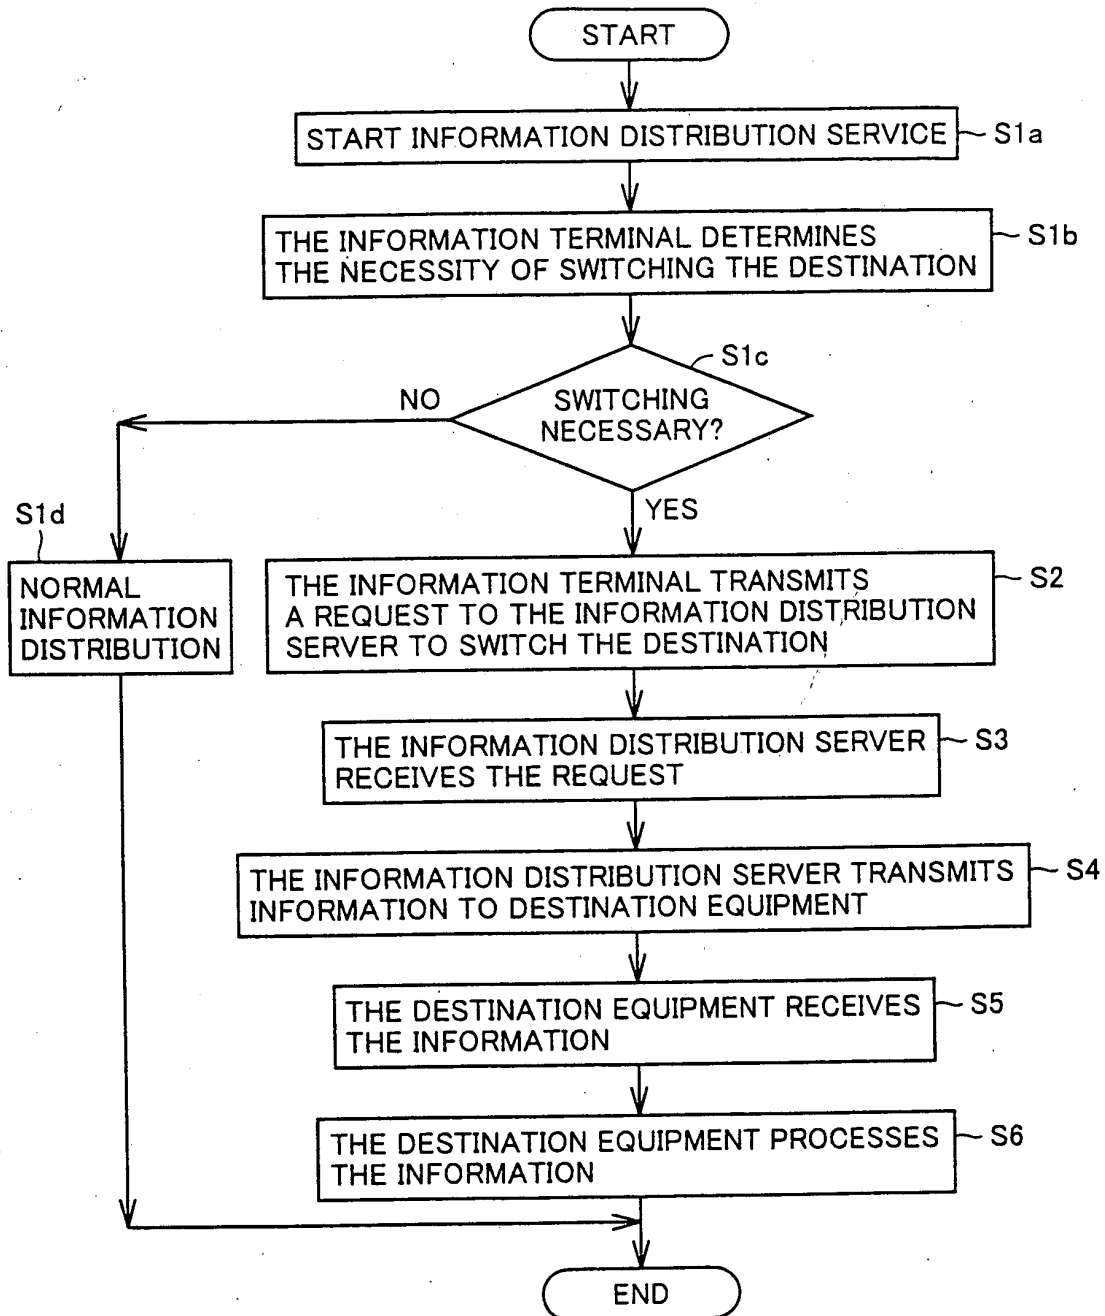 START
START INFORMATION DISTRIBUTION SERVICE
S1a
THE INFORMATION TERMINAL DETERMINES
THE NECESSITY OF SWITCHING THE DESTINATION
S1b
S1c
SWITCHING
NECESSARY?
NO
YES
S1d
NORMAL
INFORMATION
DISTRIBUTION
THE INFORMATION TERMINAL TRANSMITS
A REQUEST TO THE INFORMATION DISTRIBUTION
SERVER TO SWITCH THE DESTINATION
S2
THE INFORMATION DISTRIBUTION SERVER
RECEIVES THE REQUEST
S3
THE INFORMATION DISTRIBUTION SERVER TRANSMITS
INFORMATION TO DESTINATION EQUIPMENT
S4
THE DESTINATION EQUIPMENT RECEIVES
THE INFORMATION
S5
THE DESTINATION EQUIPMENT PROCESSES
THE INFORMATION
S6
END